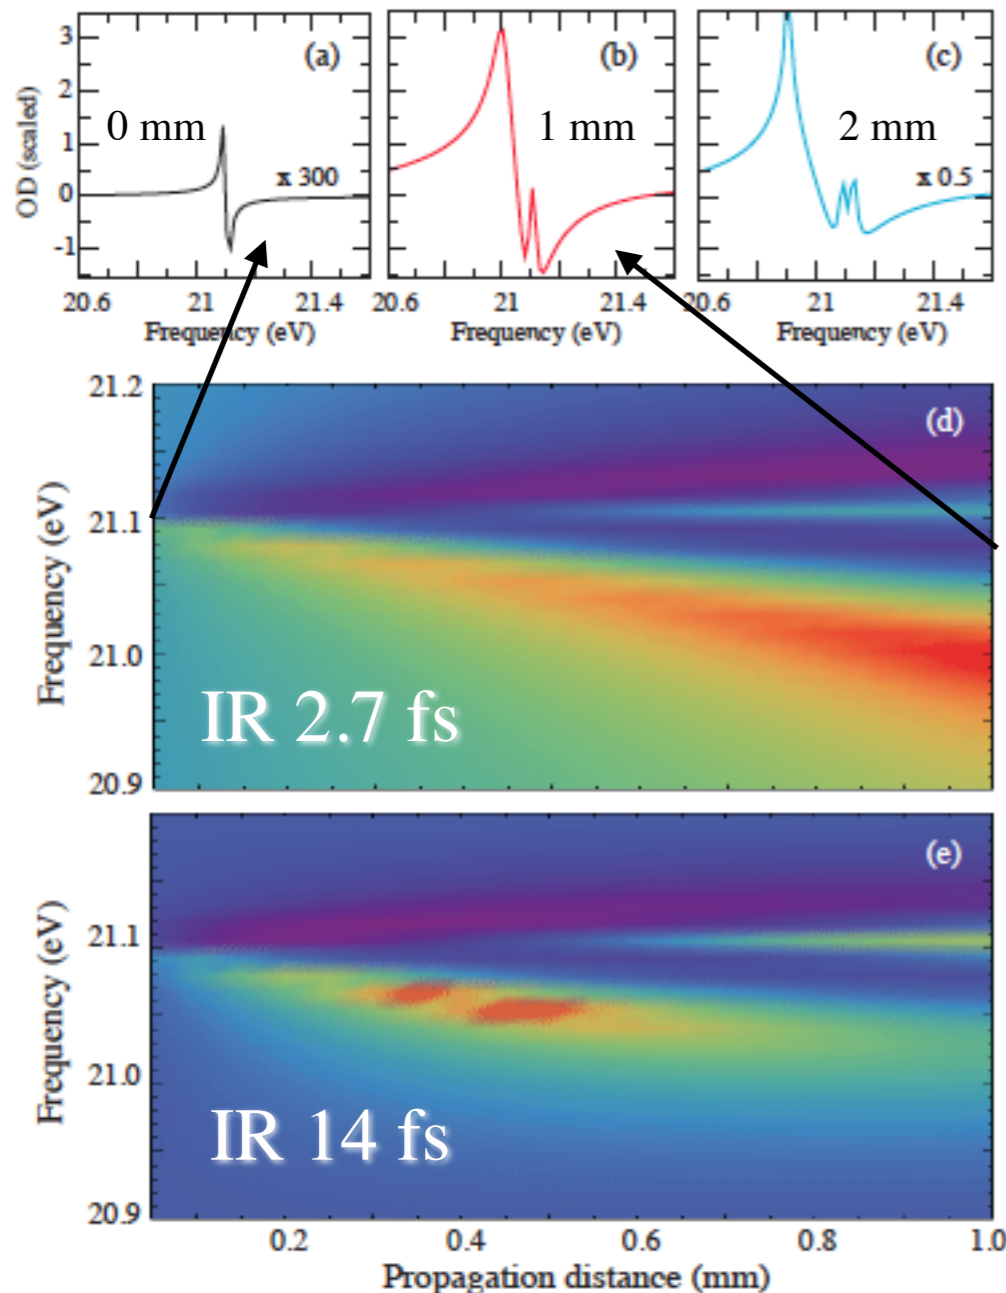 3
2
1
0
-1
OD (scaled)
(a)
0 mm
x 300
20.6 21 21.4
Frequency (eV)
(b)
1 mm
20.6 21 21.4
Frequency (eV)
(c)
2 mm
x 0.5
20.6 21 21.4
Frequency (eV)
21.2
21.1
21.0
20.9
Frequency (eV)
(d)
IR 2.7 fs
21.1
21.0
20.9
Frequency (eV)
(e)
IR 14 fs
0.2 0.4 0.6 0.8 1.0
Propagation distance (mm)